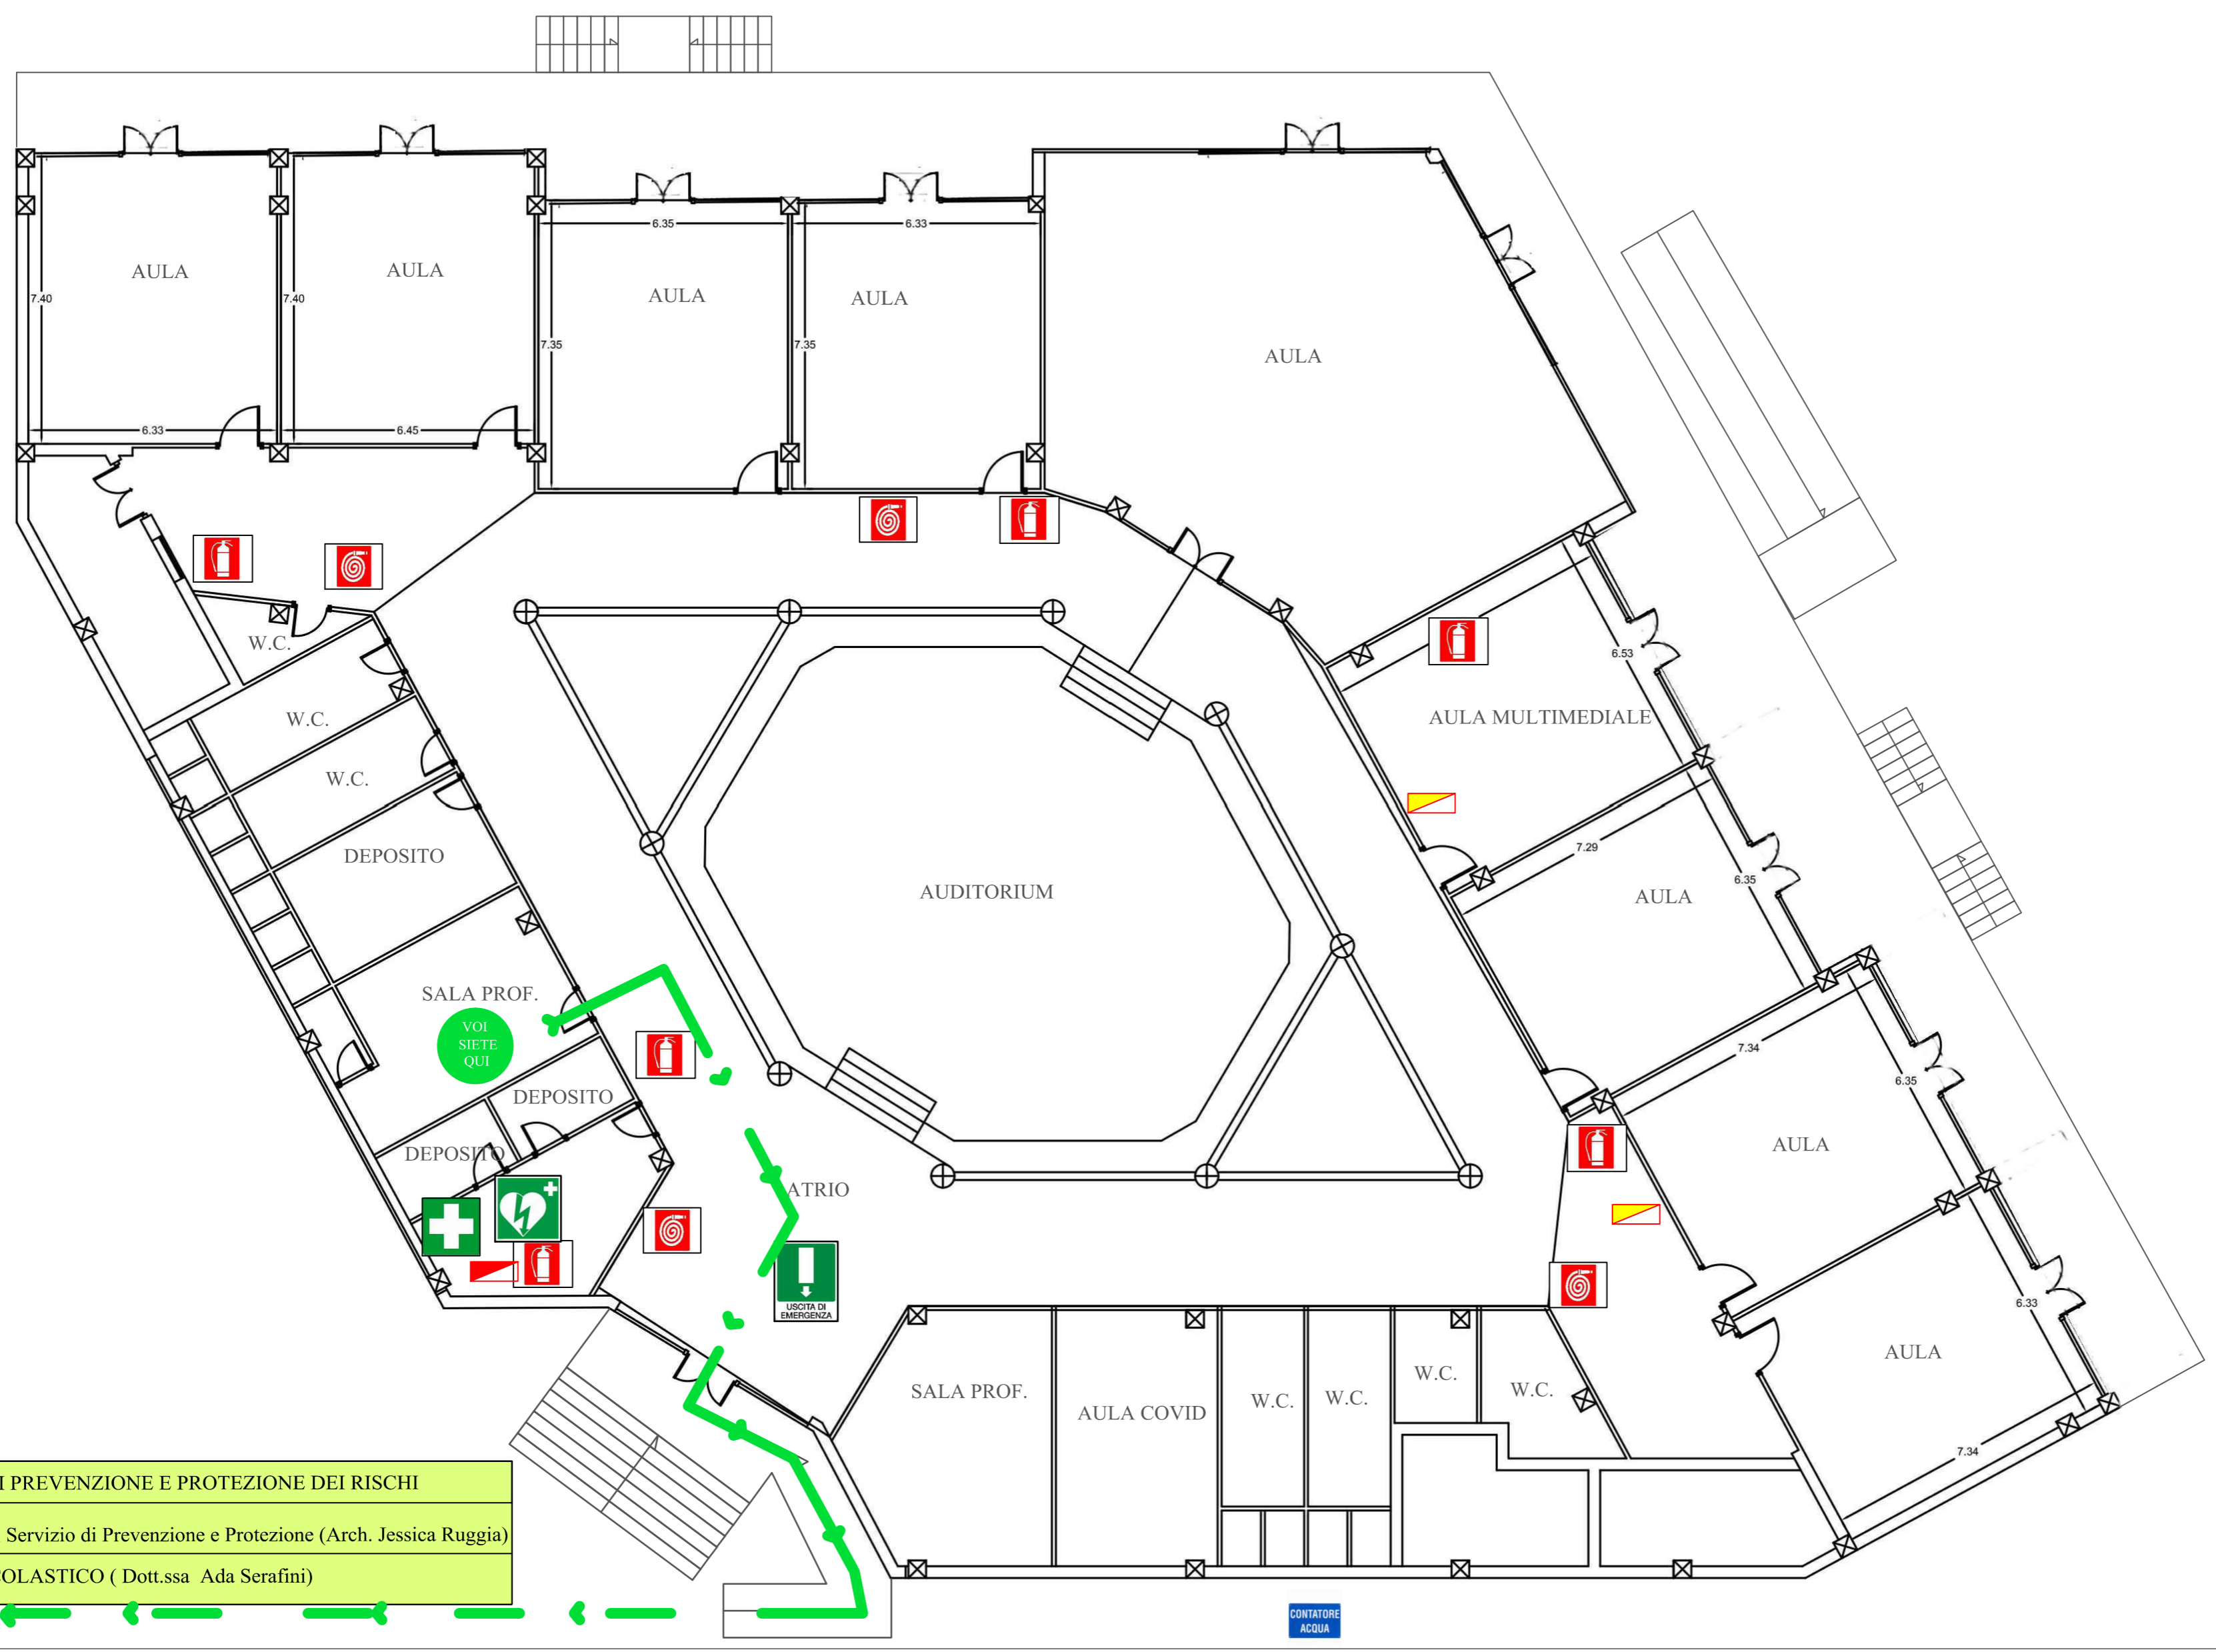 AULA
AULA
AULA
AULA
AULA
6.35
6.33
7.40
7.40
7.35
7.35
6.33
6.45
W.C.
W.C.
W.C.
DEPOSITO
AUDITORIUM
AULA MULTIMEDIALE
6.53
7.29
6.35
AULA
SALA PROF.
VOI
SIETE
QUI
DEPOSITO
DEPOSITO
ATRIO
USCITA DI
EMERGENZA
7.34
6.35
AULA
6.33
AULA
7.34
SALA PROF.
AULA COVID
W.C.
W.C.
W.C.
W.C.
I PREVENZIONE E PROTEZIONE DEI RISCHI
Servizio di Prevenzione e Protezione (Arch. Jessica Ruggia)
OLASTICO ( Dott.ssa Ada Serafini)
CONTATORE
ACQUA